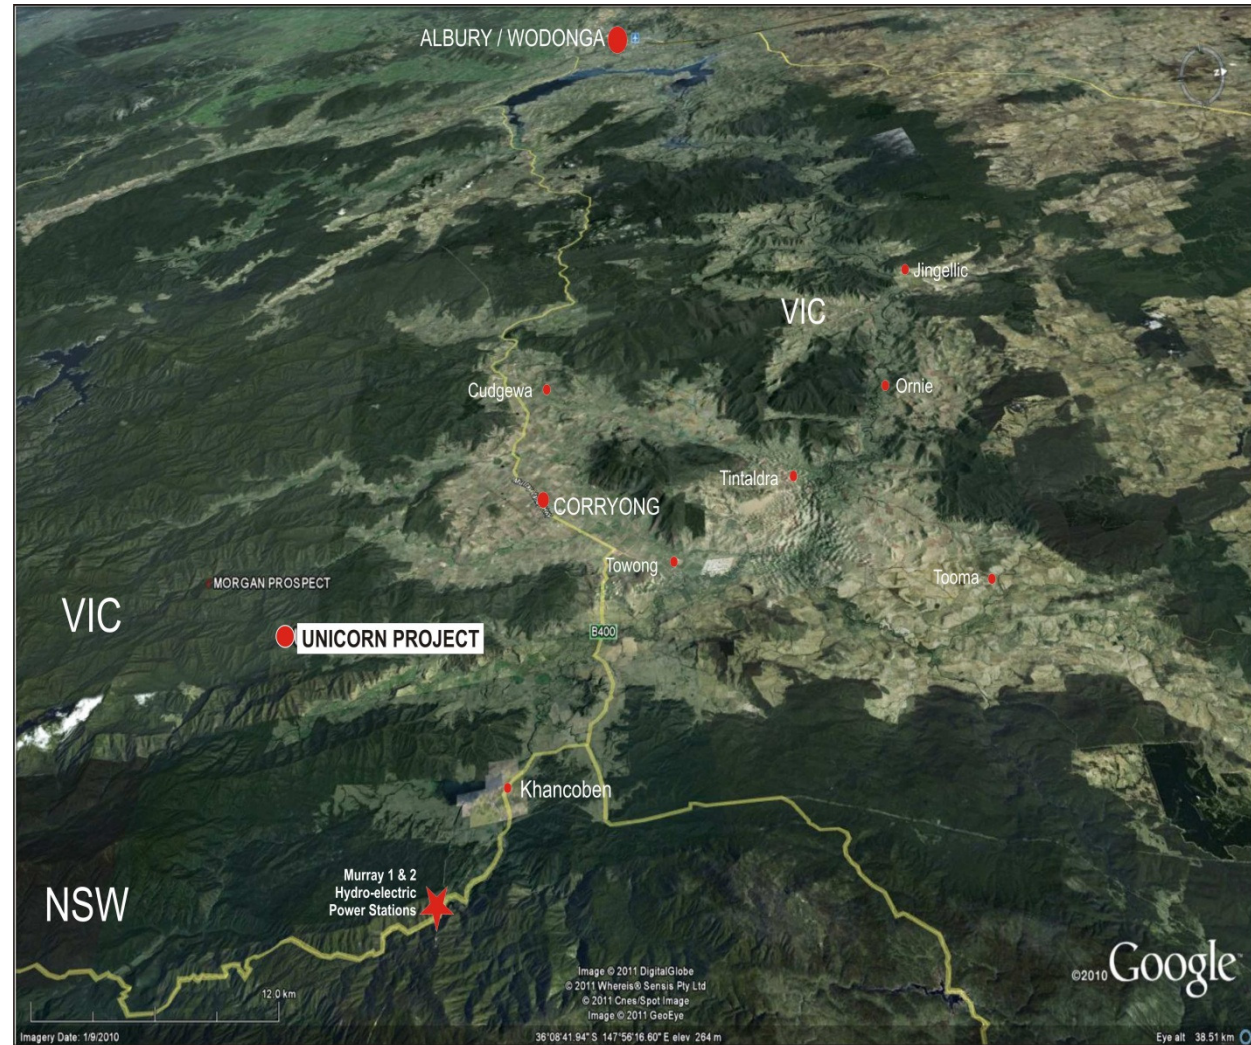 ALBURY / WODONGA
Jingellic
VIC
Cudgewa
Ornie
Tintaldra
CORRYONG
Towong
Tooma
MORGAN PROSPECT
VIC
UNICORN PROJECT
B400
Khancoben
Murray 1 & 2
Hydro-electric
Power Stations
NSW
Image © 2011 DigitalGlobe
© 2011 Whereis® Sensis Pty Ltd
© 2011 Cnes/Spot Image
Image © 2011 GeoEye
©2010 Google
12.0 km
Imagery Date: 1/9/2010
36°08'41.94" S 147°56'16.60" E elev 264 m
Eye alt 38.51 km